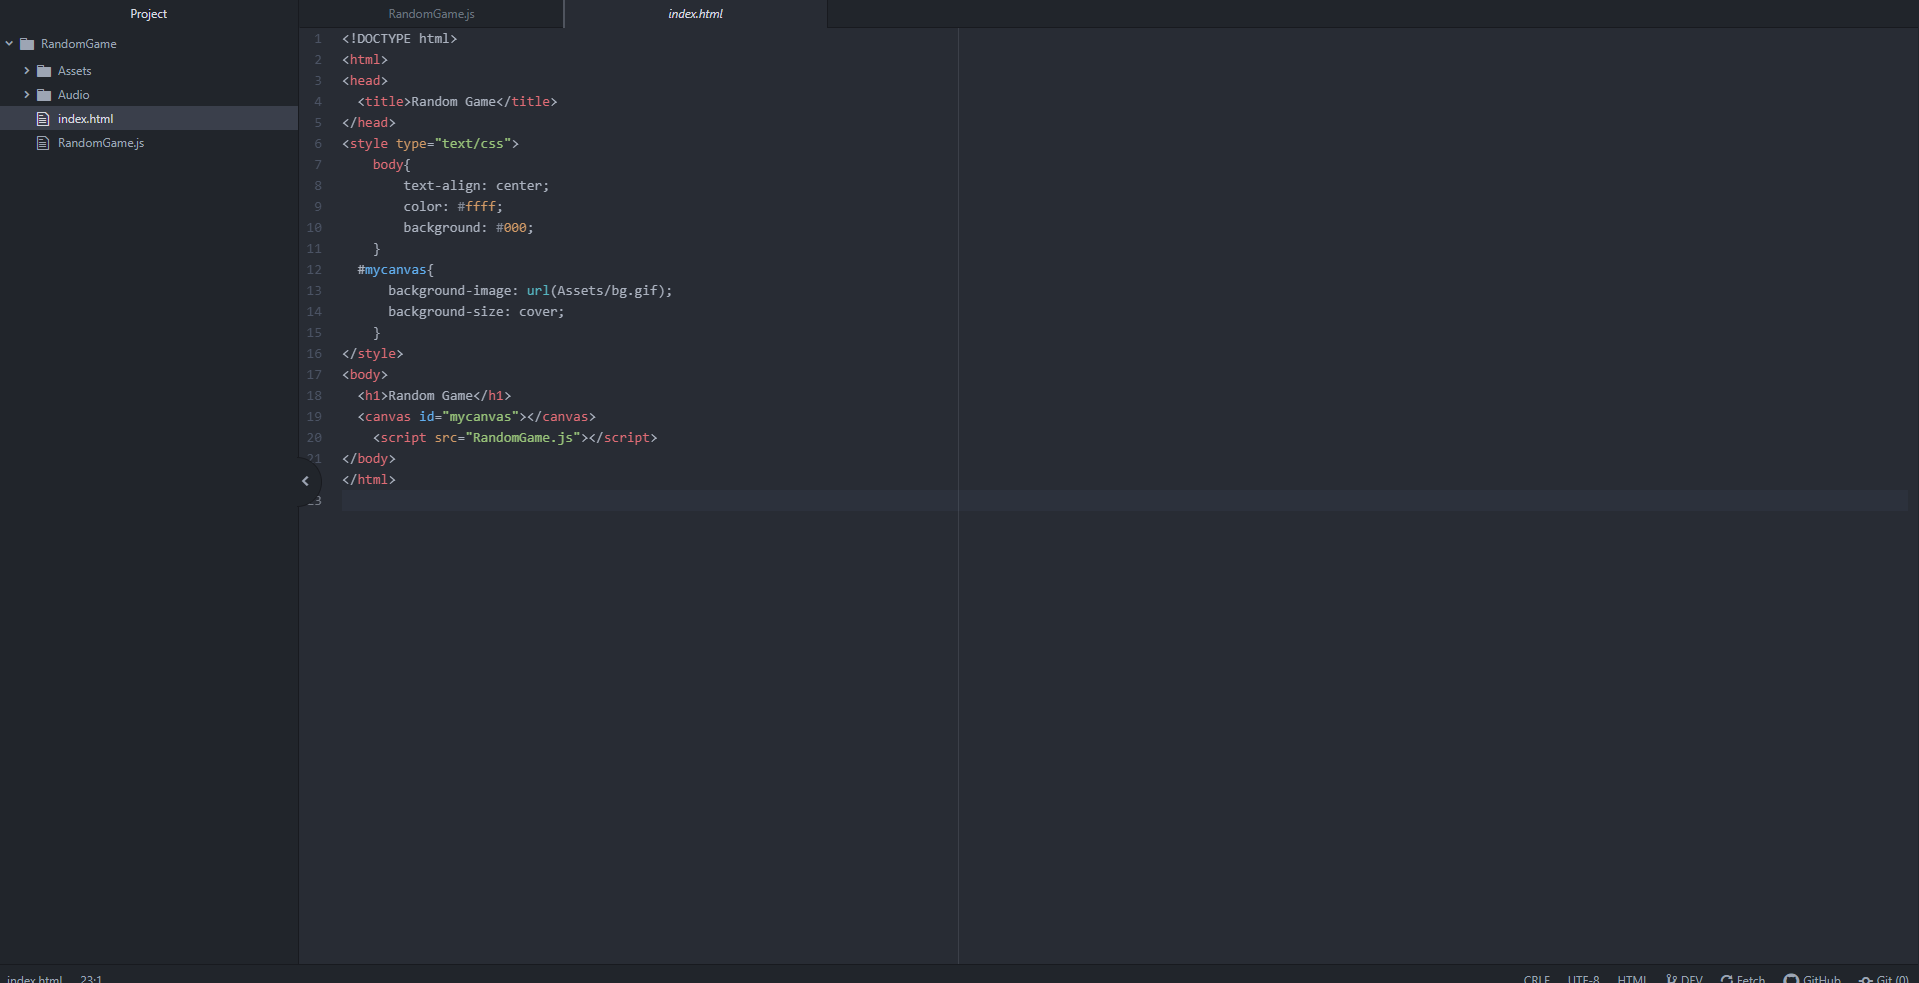 Project
RandomGame
Assets
Audio
index.html
RandomGame.js
RandomGame.js
index.html
1 <!DOCTYPE html>
2 <html>
3 <head>
4 <title>Random Game</title>
5 </head>
6 <style type="text/css">
7 body{
8 text-align: center;
9 color: #ffff;
10 background: #000;
11 }
12 #mycanvas{
13 background-image: url(Assets/bg.gif);
14 background-size: cover;
15 }
16 </style>
17 <body>
18 <h1>Random Game</h1>
19 <canvas id="mycanvas"></canvas>
20 <script src="RandomGame.js"></script>
21 </body>
</html>
23
index.html 23:1 CRLF UTF-8 HTML DEV Fetch GitHub Git (0)